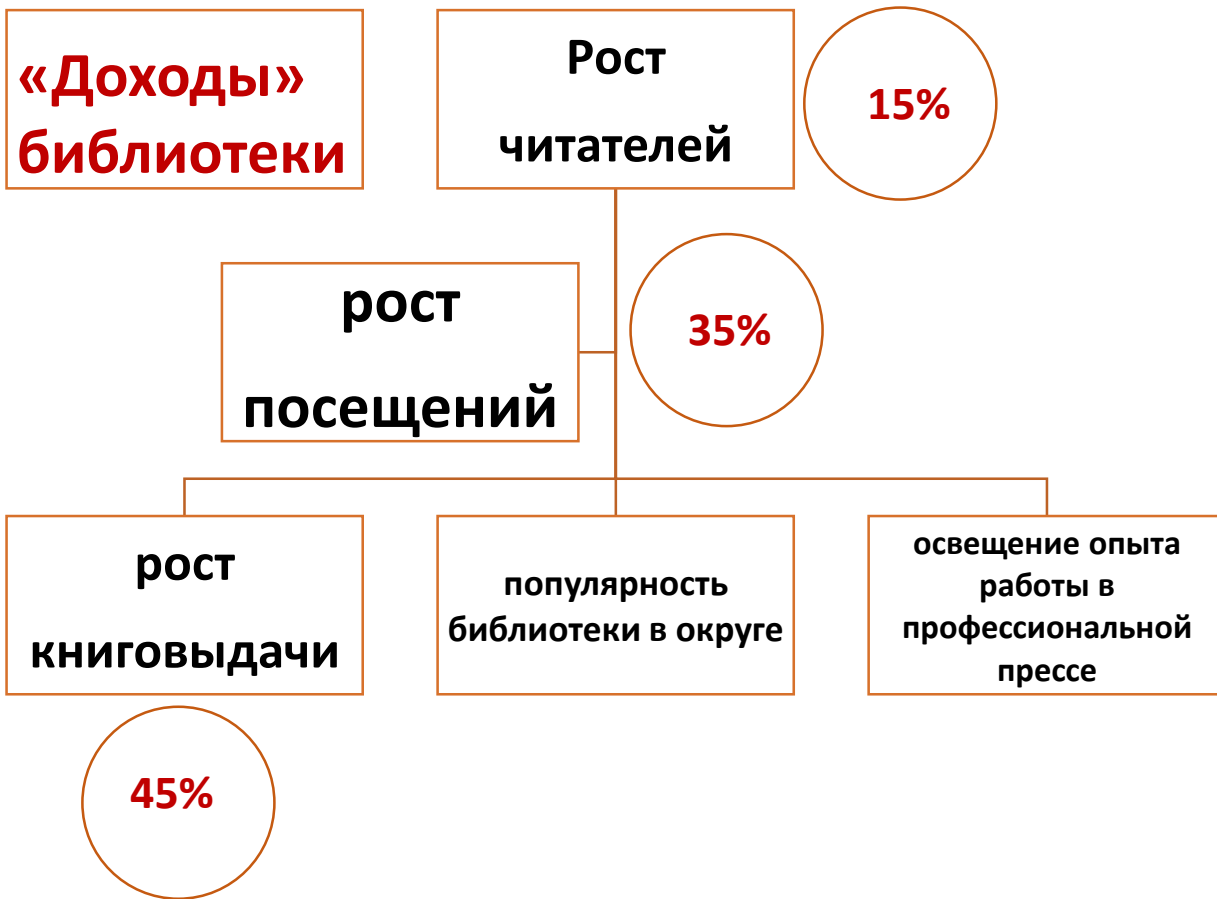 «Доходы»
библиотеки
Рост
читателей
15%
рост
посещений
35%
рост
книговыдачи
45%
популярность
библиотеки в округе
освещение опыта
работы в
профессиональной
прессе